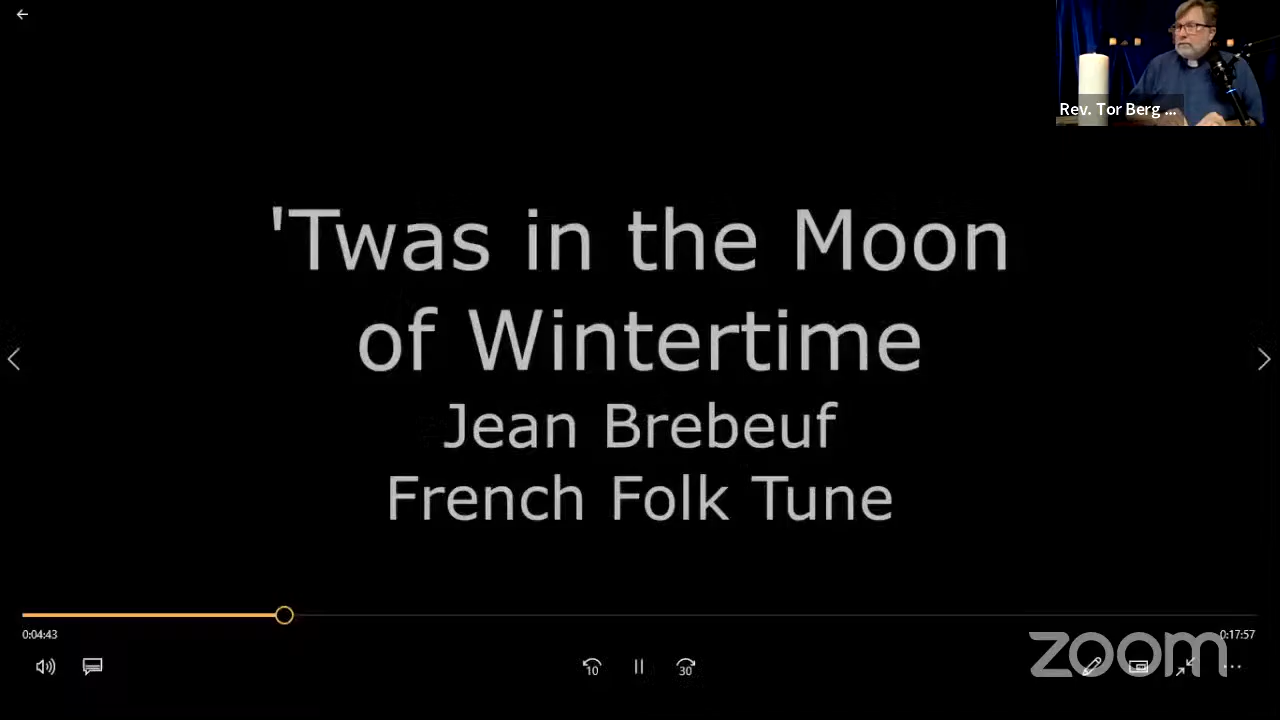 Rev. Tor Berg ...
'Twas in the Moon
of Wintertime
Jean Brebeuf
French Folk Tune
0:04:43
0:17:57
10
30
zoom